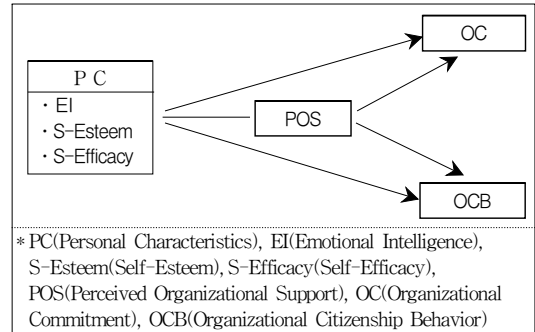 OC
P C
· EI
· S-Esteem
· S-Efficacy
POS
OCB
* PC(Personal Characteristics), EI(Emotional Intelligence),
S-Esteem(Self-Esteem), S-Efficacy(Self-Efficacy),
POS(Perceived Organizational Support), OC(Organizational
Commitment), OCB(Organizational Citizenship Behavior)